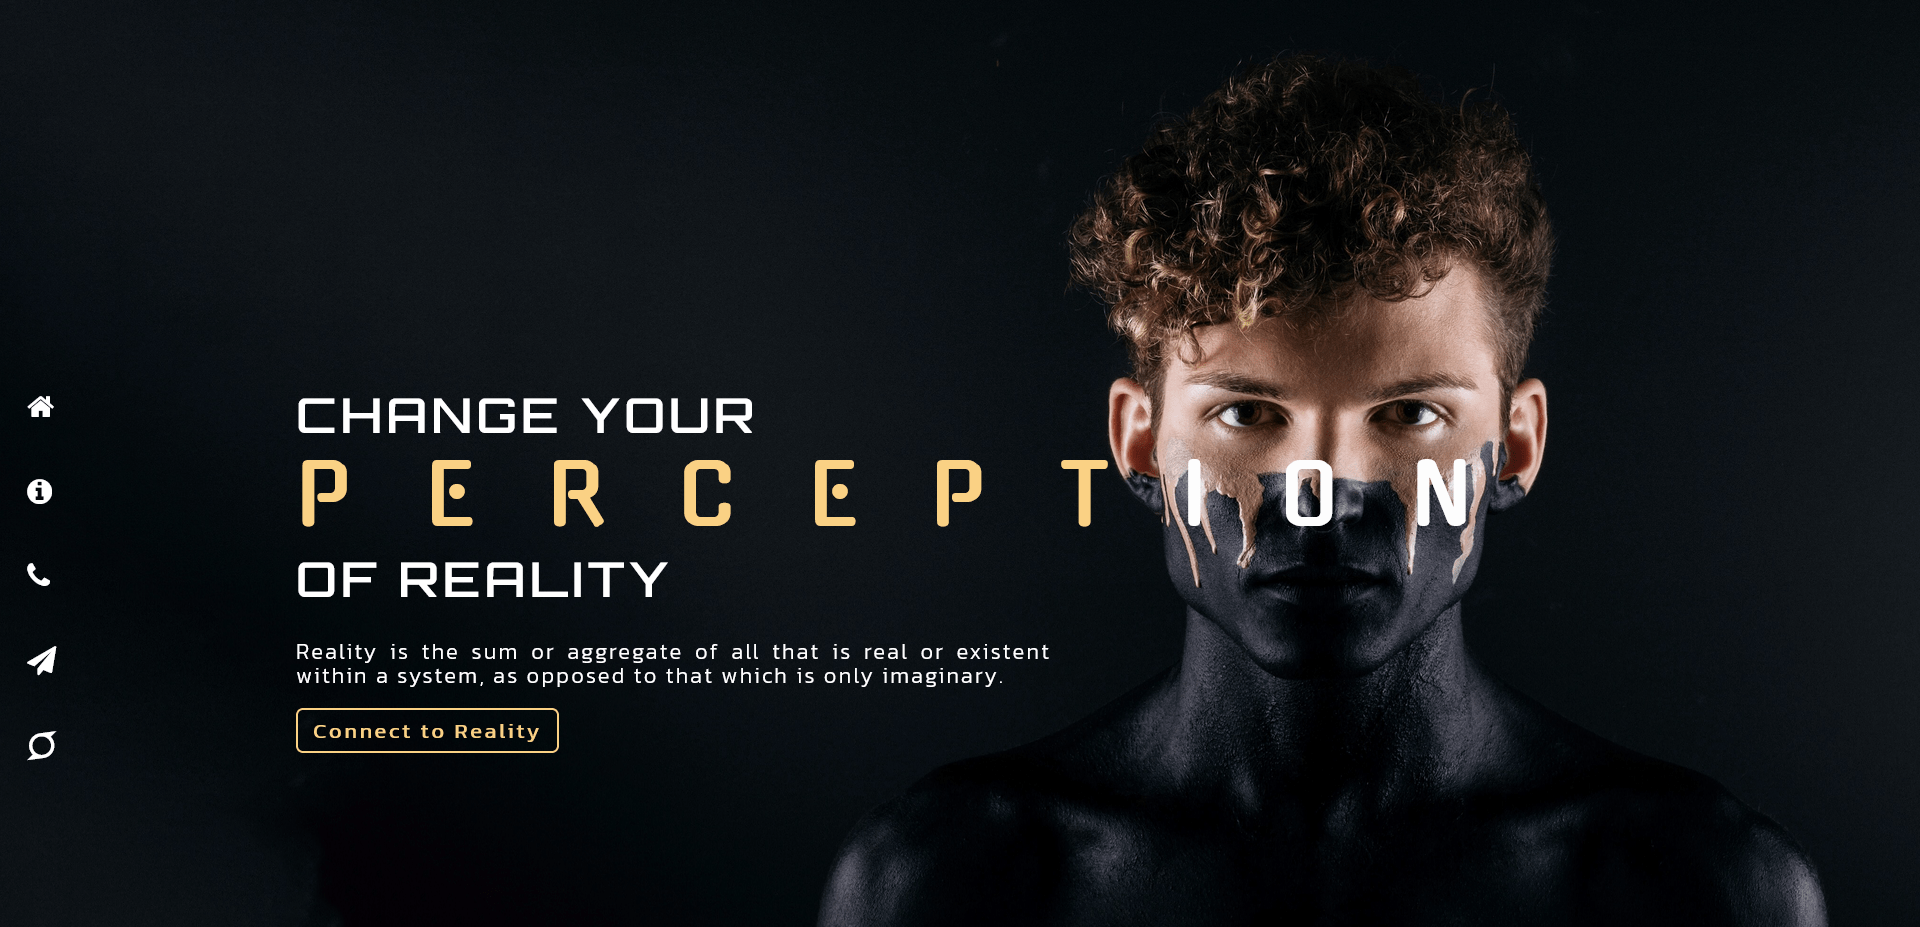 CHANGE YOUR
PERCEPTION
OF REALITY
Reality is the sum or aggregate of all that is real or existent
within a system, as opposed to that which is only imaginary.
Connect to Reality